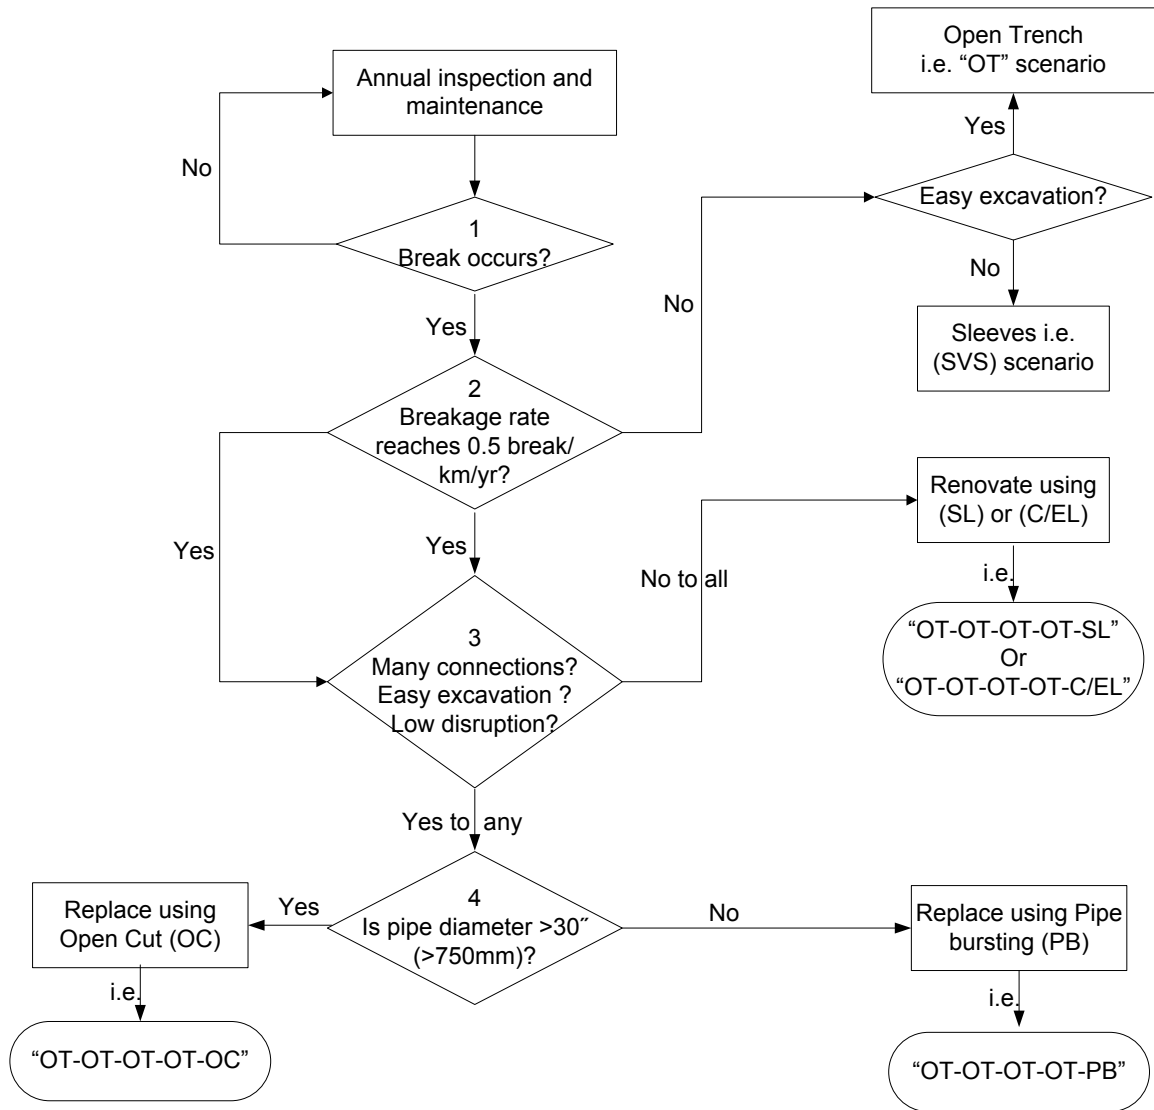 Open Trench
i.e. “OT” scenario
Annual inspection and
maintenance
Yes
No
Easy excavation?
1
Break occurs?
No
No
Yes
Sleeves i.e.
(SVS) scenario
2
Breakage rate
reaches 0.5 break/
km/yr?
Renovate using
(SL) or (C/EL)
Yes
Yes
No to all
i.e.
“OT-OT-OT-OT-SL”
Or
“OT-OT-OT-OT-C/EL”
3
Many connections?
Easy excavation ?
Low disruption?
Yes to any
4
Is pipe diameter >30˝
(>750mm)?
Yes
No
Replace using
Open Cut (OC)
Replace using Pipe
bursting (PB)
i.e.
i.e.
“OT-OT-OT-OT-OC”
“OT-OT-OT-OT-PB”